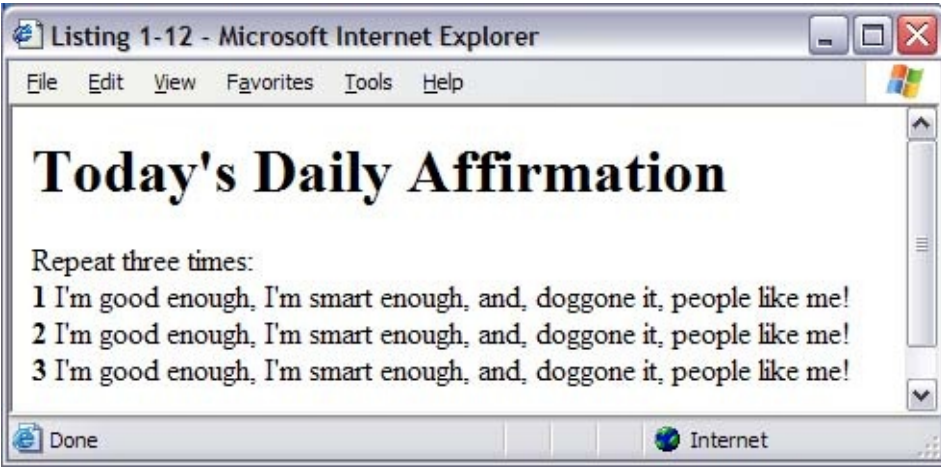 Listing 1-12 - Microsoft Internet Explorer
File Edit View Favorites Tools Help
Today's Daily Affirmation
Repeat three times:
1 I'm good enough, I'm smart enough, and, doggone it, people like me!
2 I'm good enough, I'm smart enough, and, doggone it, people like me!
3 I'm good enough, I'm smart enough, and, doggone it, people like me!
Done Internet